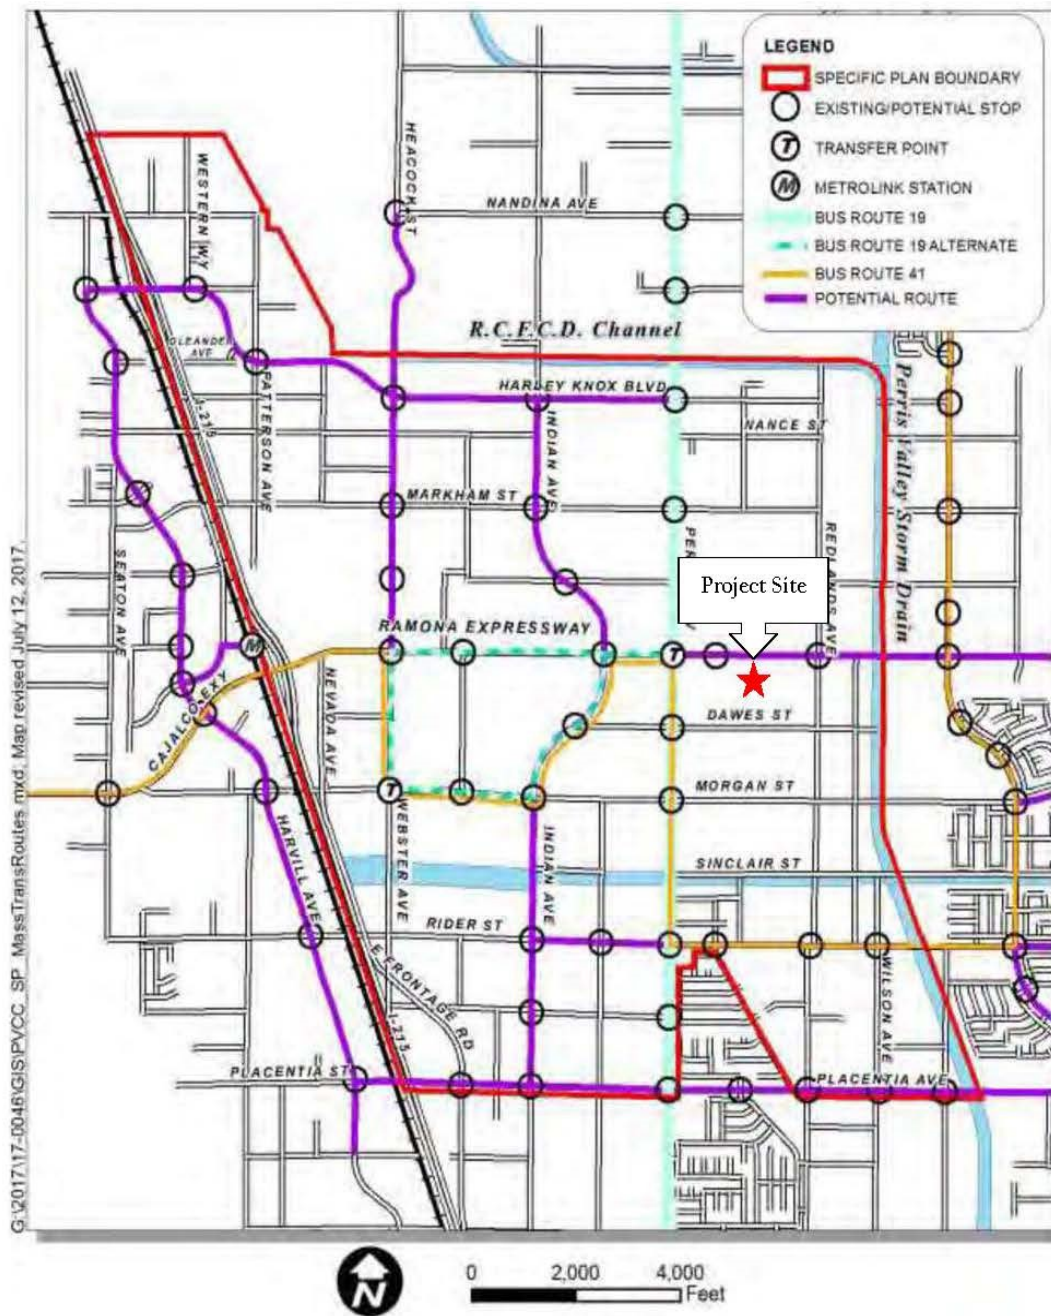 LEGEND
SPECIFIC PLAN BOUNDARY
EXISTING/POTENTIAL STOP
T TRANSFER POINT
M METROLINK STATION
BUS ROUTE 19
BUS ROUTE 19 ALTERNATE
BUS ROUTE 41
POTENTIAL ROUTE
HEACOCK ST
WESTERN WY
NANDINA AVE
R.C.F.C.D. Channel
OLEANDER AVE
HARLEY KNOX BLVD
Perris Valley Storm Drain
PATTERSON AVE
I-215
INDIAN AVE
NANCE ST
MARKHAM ST
REDLANDS AVE
SEATON AVE
PER
Project Site
RAMONA EXPRESSWAY
M
T
NEVADA AVE
CAJALCO EXY
DAWES ST
T
MORGAN ST
WEBSTER AVE
INDIAN AVE
HARVILL AVE
SINCLAIR ST
RIDER ST
E FRONTAGE RD
WILSON AVE
I-215
PLACENTIA ST
PLACENTIA AVE
G:\2017\17-0046\GIS\PVCC_SP_MassTransRoutes.mxd; Map revised July 12, 2017.
N
0 2,000 4,000
Feet